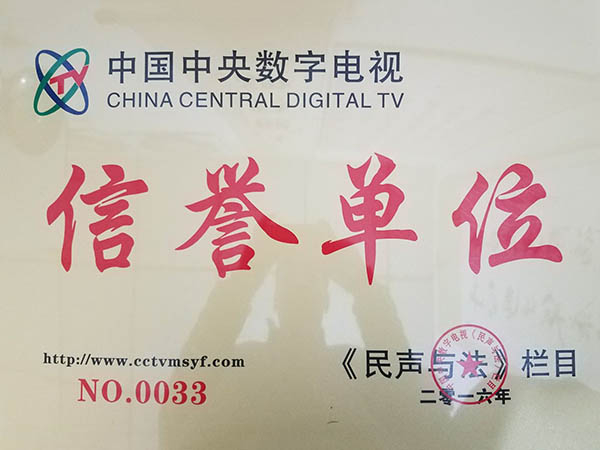 TV
中国中央数字电视
CHINA CENTRAL DIGITAL TV
信誉单位
http://www.cctvmsyf.com
《民声与法》栏目
NO.0033
二零一六年